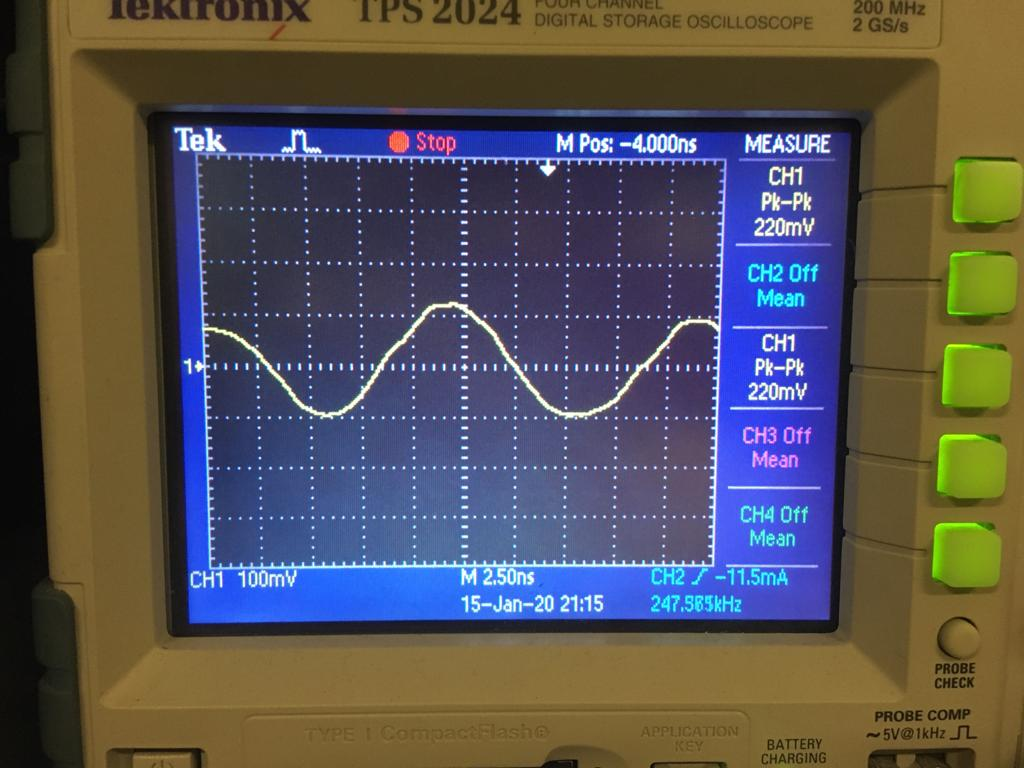 Tektronix TPS 2024 FOUR CHANNEL DIGITAL STORAGE OSCILLOSCOPE 200 MHz 2 GS/s
Tek Stop M Pos: -4.000ns MEASURE
CH1
Pk-Pk
220mV
CH2 Off
Mean
1
CH1
Pk-Pk
220mV
CH3 Off
Mean
CH4 Off
Mean
CH1 100mV M 2.50ns CH2 -11.5mA
15-Jan-20 21:15
PROBE
CHECK
TYPE I CompactFlash®
APPLICATION
KEY
BATTERY
CHARGING
PROBE COMP
~5V@1kHz